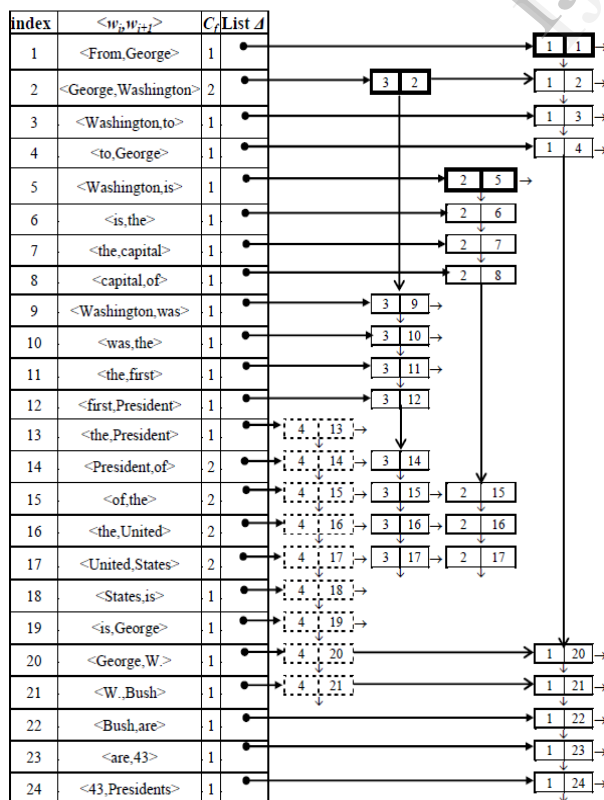 index <wi,wi+1> Cf List Δ
1 <From,George> 1 1 1
2 <George,Washington> 2 3 2 1 2
3 <Washington,to> 1 1 3
4 <to,George> 1 1 4
5 <Washington,is> 1 2 5
6 <is,the> 1 2 6
7 <the,capital> 1 2 7
8 <capital,of> 1 2 8
9 <Washington,was> 1 3 9
10 <was,the> 1 3 10
11 <the,first> 1 3 11
12 <first,President> 1 3 12
13 <the,President> 1 4 13
14 <President,of> 2 4 14 3 14
15 <of,the> 2 4 15 3 15 2 15
16 <the,United> 2 4 16 3 16 2 16
17 <United,States> 2 4 17 3 17 2 17
18 <States,is> 1 4 18
19 <is,George> 1 4 19
20 <George,W.> 1 4 20 1 20
21 <W.,Bush> 1 4 21 1 21
22 <Bush,are> 1 1 22
23 <are,43> 1 1 23
24 <43,Presidents> 1 1 24